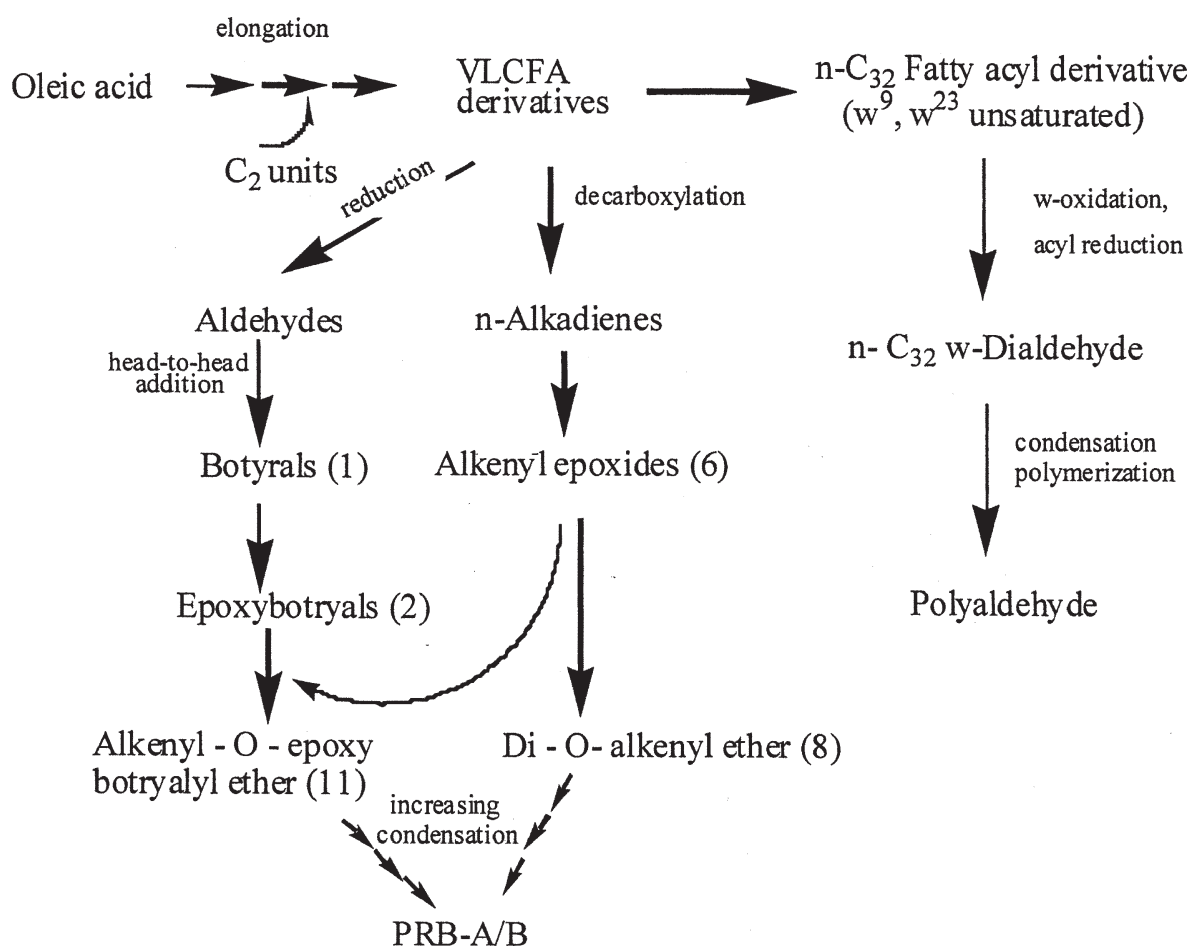 elongation
Oleic acid
C2 units
VLCFA
derivatives
n-C32 Fatty acyl derivative
(w9, w23 unsaturated)
reduction
decarboxylation
w-oxidation,
acyl reduction
Aldehydes
n-Alkadienes
n- C32 w-Dialdehyde
head-to-head
addition
condensation
polymerization
Botyrals (1)
Alkenyl epoxides (6)
Epoxybotryals (2)
Polyaldehyde
Alkenyl - O - epoxy
botryalyl ether (11)
Di - O- alkenyl ether (8)
increasing
condensation
PRB-A/B